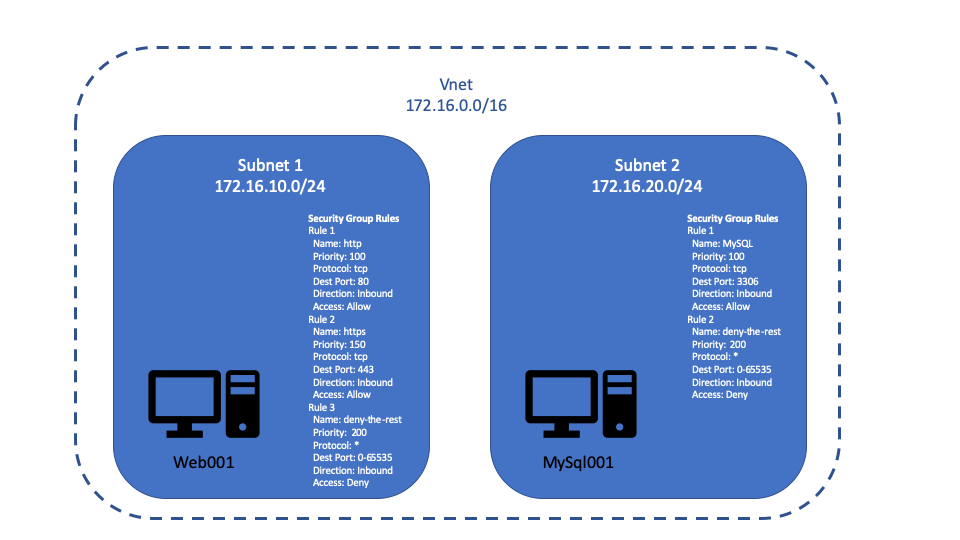 Vnet
172.16.0.0/16
Subnet 1
172.16.10.0/24
Security Group Rules
Rule 1
Name: http
Priority: 100
Protocol: tcp
Dest Port: 80
Direction: Inbound
Access: Allow
Rule 2
Name: https
Priority: 150
Protocol: tcp
Dest Port: 443
Direction: Inbound
Access: Allow
Rule 3
Name: deny-the-rest
Priority: 200
Protocol: *
Dest Port: 0-65535
Direction: Inbound
Access: Deny
Web001
Subnet 2
172.16.20.0/24
Security Group Rules
Rule 1
Name: MySQL
Priority: 100
Protocol: tcp
Dest Port: 3306
Direction: Inbound
Access: Allow
Rule 2
Name: deny-the-rest
Priority: 200
Protocol: *
Dest Port: 0-65535
Direction: Inbound
Access: Deny
MySql001